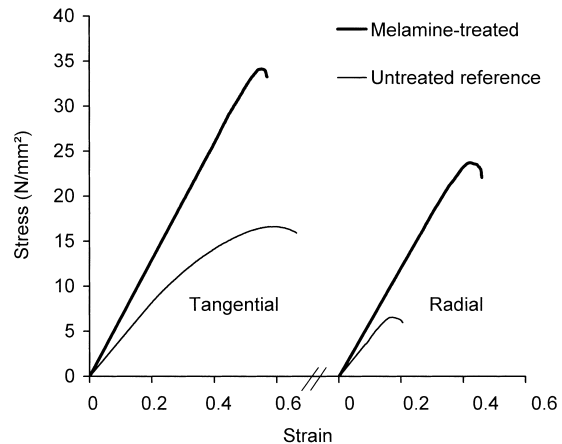 40
35
30
25
20
15
10
5
0
Stress (N/mm²)
Melamine-treated
Untreated reference
Tangential
Radial
0 0.2 0.4 0.6 0 0.2 0.4 0.6
Strain